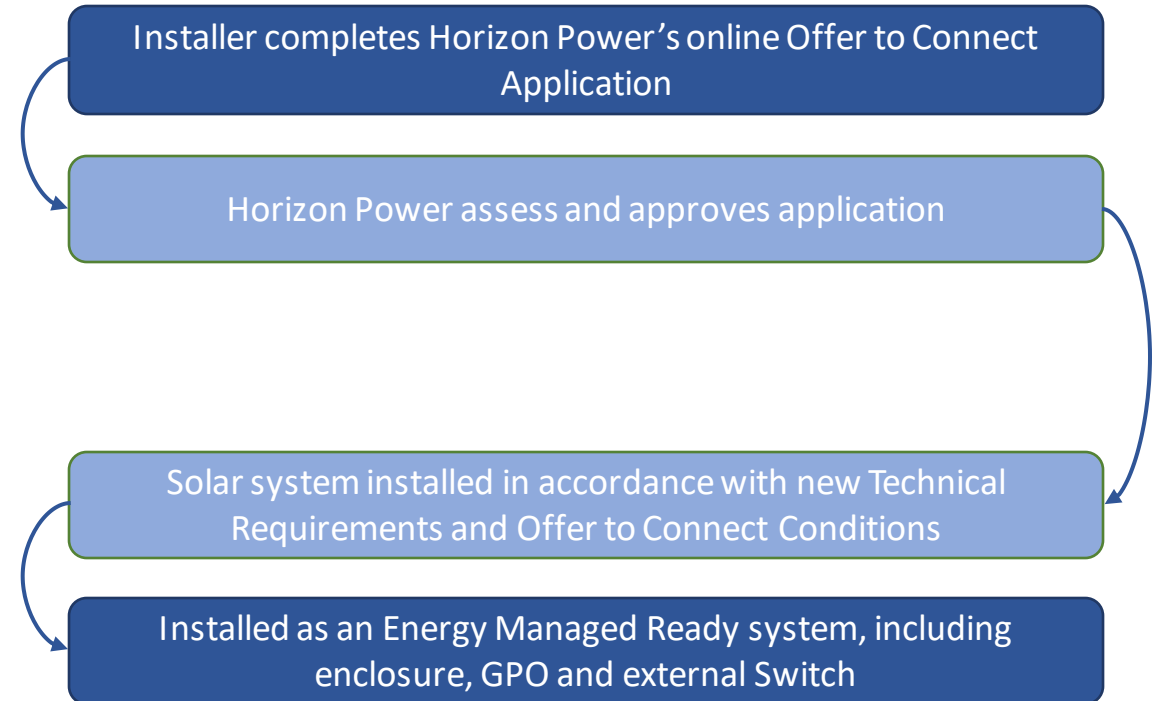 Installer completes Horizon Power’s online Offer to Connect
Application
Horizon Power assess and approves application
Solar system installed in accordance with new Technical
Requirements and Offer to Connect Conditions
Installed as an Energy Managed Ready system, including
enclosure, GPO and external Switch